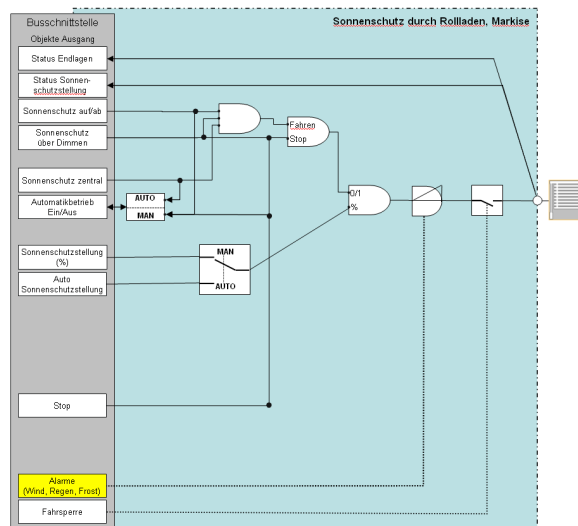 Busschnittstelle
Sonnenschutz durch Rollladen, Markise
Objekte Ausgang
Status Endlagen
Status Sonnen-
schutzstellung
Sonnenschutz auf/ab
Sonnenschutz
über Dimmen
Fahren
Stop
Sonnenschutz zentral
Automatikbetrieb
Ein/Aus
AUTO
MAN
0/1
%
Sonnenschutzstellung
(%)
Auto
Sonnenschutzstellung
MAN
AUTO
Stop
Alarme
(Wind, Regen, Frost)
Fahrsperre